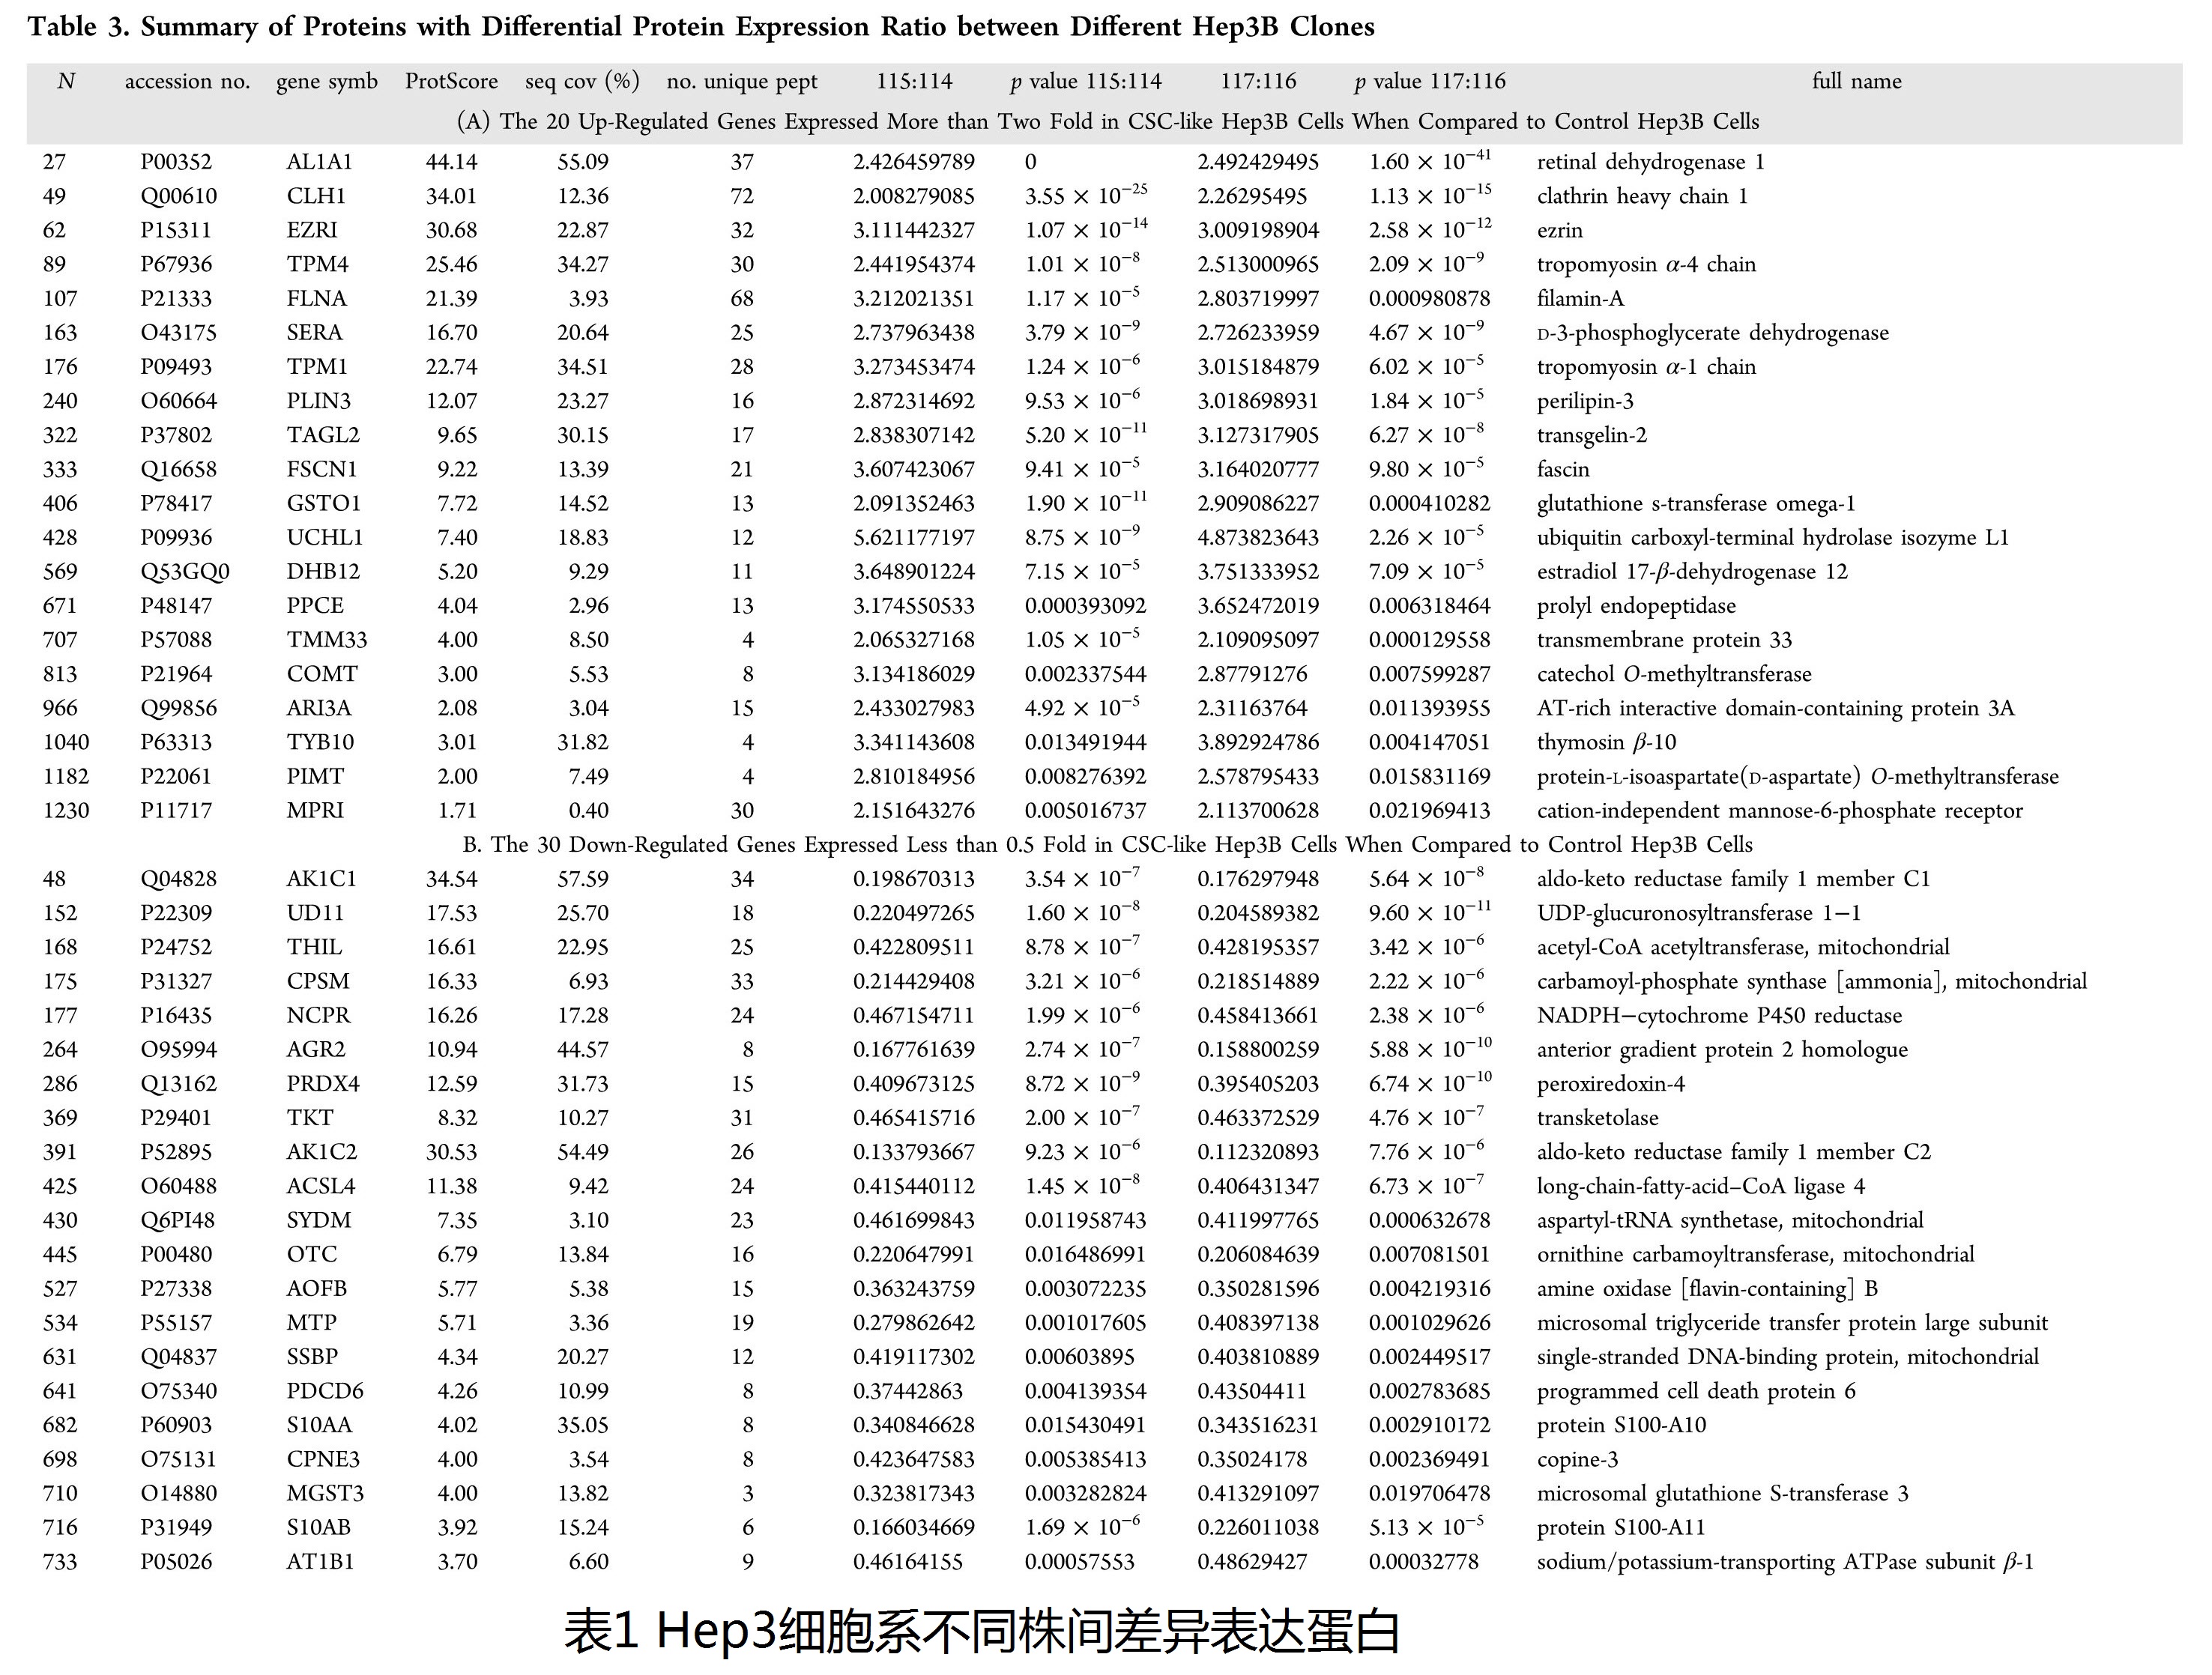 Table 3. Summary of Proteins with Differential Protein Expression Ratio between Different Hep3B Clones
N accession no. gene symb ProtScore seq cov (%) no. unique pept 115:114 p value 115:114 117:116 p value 117:116 full name
(A) The 20 Up-Regulated Genes Expressed More than Two Fold in CSC-like Hep3B Cells When Compared to Control Hep3B Cells
27 P00352 AL1A1 44.14 55.09 37 2.426459789 0 2.492429495 1.60 × 10⁻⁴¹ retinal dehydrogenase 1
49 Q00610 CLH1 34.01 12.36 72 2.008279085 3.55 × 10⁻²⁵ 2.26295495 1.13 × 10⁻¹⁵ clathrin heavy chain 1
62 P15311 EZRI 30.68 22.87 32 3.111442327 1.07 × 10⁻¹⁴ 3.009198904 2.58 × 10⁻¹² ezrin
89 P67936 TPM4 25.46 34.27 30 2.441954374 1.01 × 10⁻⁸ 2.513000965 2.09 × 10⁻⁹ tropomyosin α-4 chain
107 P21333 FLNA 21.39 3.93 68 3.212021351 1.17 × 10⁻⁵ 2.803719997 0.000980878 filamin-A
163 O43175 SERA 16.70 20.64 25 2.737963438 3.79 × 10⁻⁹ 2.726233959 4.67 × 10⁻⁹ D-3-phosphoglycerate dehydrogenase
176 P09493 TPM1 22.74 34.51 28 3.273453474 1.24 × 10⁻⁶ 3.015184879 6.02 × 10⁻⁵ tropomyosin α-1 chain
240 O60664 PLIN3 12.07 23.27 16 2.872314692 9.53 × 10⁻⁶ 3.018698931 1.84 × 10⁻⁵ perilipin-3
322 P37802 TAGL2 9.65 30.15 17 2.838307142 5.20 × 10⁻¹¹ 3.127317905 6.27 × 10⁻⁸ transgelin-2
333 Q16658 FSCN1 9.22 13.39 21 3.607423067 9.41 × 10⁻⁵ 3.164020777 9.80 × 10⁻⁵ fascin
406 P78417 GSTO1 7.72 14.52 13 2.091352463 1.90 × 10⁻¹¹ 2.909086227 0.000410282 glutathione s-transferase omega-1
428 P09936 UCHL1 7.40 18.83 12 5.621177197 8.75 × 10⁻⁹ 4.873823643 2.26 × 10⁻⁵ ubiquitin carboxyl-terminal hydrolase isozyme L1
569 Q53GQ0 DHB12 5.20 9.29 11 3.648901224 7.15 × 10⁻⁵ 3.751333952 7.09 × 10⁻⁵ estradiol 17-β-dehydrogenase 12
671 P48147 PPCE 4.04 2.96 13 3.174550533 0.000393092 3.652472019 0.006318464 prolyl endopeptidase
707 P57088 TMM33 4.00 8.50 4 2.065327168 1.05 × 10⁻⁵ 2.109095097 0.000129558 transmembrane protein 33
813 P21964 COMT 3.00 5.53 8 3.134186029 0.002337544 2.87791276 0.007599287 catechol O-methyltransferase
966 Q99856 ARI3A 2.08 3.04 15 2.433027983 4.92 × 10⁻⁵ 2.31163764 0.011393955 AT-rich interactive domain-containing protein 3A
1040 P63313 TYB10 3.01 31.82 4 3.341143608 0.013491944 3.892924786 0.004147051 thymosin β-10
1182 P22061 PIMT 2.00 7.49 4 2.810184956 0.008276392 2.578795433 0.015831169 protein-L-isoaspartate(D-aspartate) O-methyltransferase
1230 P11717 MPRI 1.71 0.40 30 2.151643276 0.005016737 2.113700628 0.021969413 cation-independent mannose-6-phosphate receptor
B. The 30 Down-Regulated Genes Expressed Less than 0.5 Fold in CSC-like Hep3B Cells When Compared to Control Hep3B Cells
48 Q04828 AK1C1 34.54 57.59 34 0.198670313 3.54 × 10⁻⁷ 0.176297948 5.64 × 10⁻⁸ aldo-keto reductase family 1 member C1
152 P22309 UD11 17.53 25.70 18 0.220497265 1.60 × 10⁻⁸ 0.204589382 9.60 × 10⁻¹¹ UDP-glucuronosyltransferase 1−1
168 P24752 THIL 16.61 22.95 25 0.422809511 8.78 × 10⁻⁷ 0.428195357 3.42 × 10⁻⁶ acetyl-CoA acetyltransferase, mitochondrial
175 P31327 CPSM 16.33 6.93 33 0.214429408 3.21 × 10⁻⁶ 0.218514889 2.22 × 10⁻⁶ carbamoyl-phosphate synthase [ammonia], mitochondrial
177 P16435 NCPR 16.26 17.28 24 0.467154711 1.99 × 10⁻⁶ 0.458413661 2.38 × 10⁻⁶ NADPH−cytochrome P450 reductase
264 O95994 AGR2 10.94 44.57 8 0.167761639 2.74 × 10⁻⁷ 0.158800259 5.88 × 10⁻¹⁰ anterior gradient protein 2 homologue
286 Q13162 PRDX4 12.59 31.73 15 0.409673125 8.72 × 10⁻⁹ 0.395405203 6.74 × 10⁻¹⁰ peroxiredoxin-4
369 P29401 TKT 8.32 10.27 31 0.465415716 2.00 × 10⁻⁷ 0.463372529 4.76 × 10⁻⁷ transketolase
391 P52895 AK1C2 30.53 54.49 26 0.133793667 9.23 × 10⁻⁶ 0.112320893 7.76 × 10⁻⁶ aldo-keto reductase family 1 member C2
425 O60488 ACSL4 11.38 9.42 24 0.415440112 1.45 × 10⁻⁸ 0.406431347 6.73 × 10⁻⁷ long-chain-fatty-acid–CoA ligase 4
430 Q6PI48 SYDM 7.35 3.10 23 0.461699843 0.011958743 0.411997765 0.000632678 aspartyl-tRNA synthetase, mitochondrial
445 P00480 OTC 6.79 13.84 16 0.220647991 0.016486991 0.206084639 0.007081501 ornithine carbamoyltransferase, mitochondrial
527 P27338 AOFB 5.77 5.38 15 0.363243759 0.003072235 0.350281596 0.004219316 amine oxidase [flavin-containing] B
534 P55157 MTP 5.71 3.36 19 0.279862642 0.001017605 0.408397138 0.001029626 microsomal triglyceride transfer protein large subunit
631 Q04837 SSBP 4.34 20.27 12 0.419117302 0.00603895 0.403810889 0.002449517 single-stranded DNA-binding protein, mitochondrial
641 O75340 PDCD6 4.26 10.99 8 0.37442863 0.004139354 0.43504411 0.002783685 programmed cell death protein 6
682 P60903 S10AA 4.02 35.05 8 0.340846628 0.015430491 0.343516231 0.002910172 protein S100-A10
698 O75131 CPNE3 4.00 3.54 8 0.423647583 0.005385413 0.35024178 0.002369491 copine-3
710 O14880 MGST3 4.00 13.82 3 0.323817343 0.003282824 0.413291097 0.019706478 microsomal glutathione S-transferase 3
716 P31949 S10AB 3.92 15.24 6 0.166034669 1.69 × 10⁻⁶ 0.226011038 5.13 × 10⁻⁵ protein S100-A11
733 P05026 AT1B1 3.70 6.60 9 0.46164155 0.00057553 0.48629427 0.00032778 sodium/potassium-transporting ATPase subunit β-1
表1 Hep3细胞系不同株间差异表达蛋白